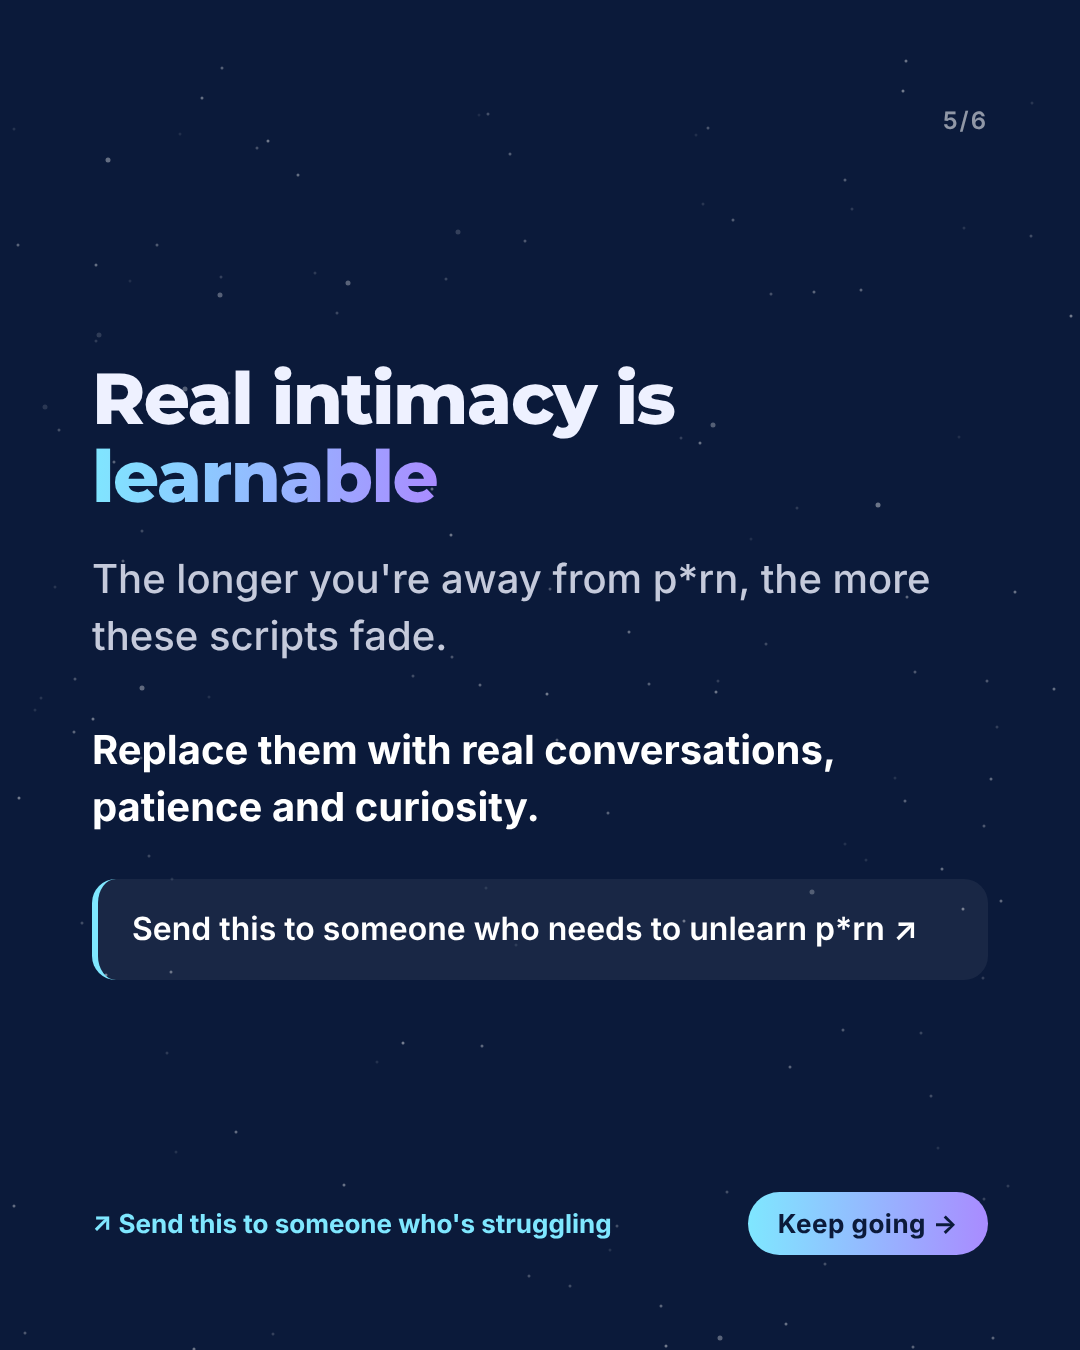 5/6
Real intimacy is
learnable
The longer you're away from p*rn, the more
these scripts fade.
Replace them with real conversations,
patience and curiosity.
Send this to someone who needs to unlearn p*rn ↗
↗ Send this to someone who's struggling
Keep going →